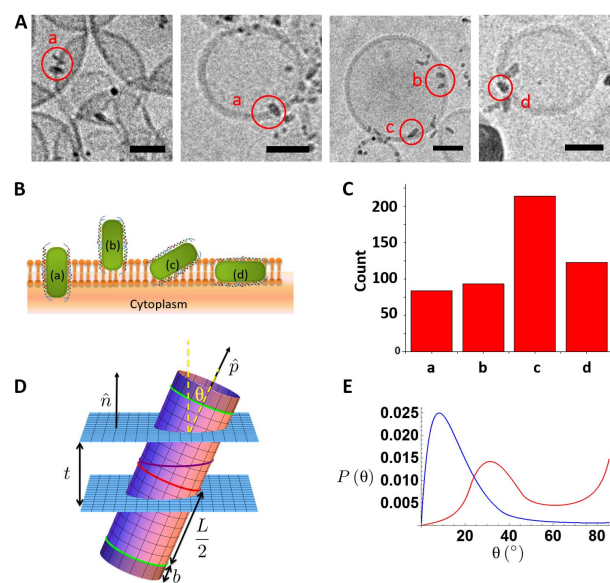 A
a
a
b
c
d
B
(a)
(b)
(c)
(d)
Cytoplasm
C
200
150
100
50
0
Count
a b c d
D
n̂
p̂
θ
t
L
2
b
E
0.025
0.020
0.015
0.010
0.005
P(θ)
0 20 40 60 80
θ(°)